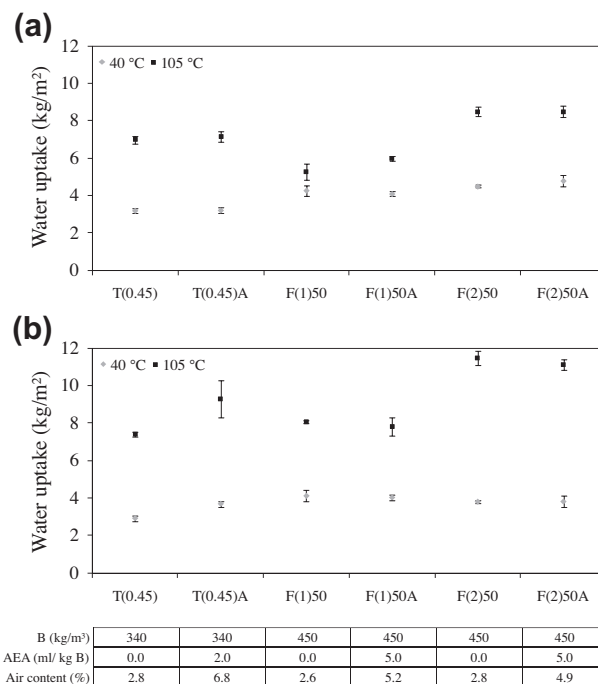 (a)
12
10
8
6
4
2
0
Water uptake (kg/m²)
40 °C 105 °C
T(0.45) T(0.45)A F(1)50 F(1)50A F(2)50 F(2)50A
(b)
12
10
8
6
4
2
0
Water uptake (kg/m²)
40 °C 105 °C
T(0.45) T(0.45)A F(1)50 F(1)50A F(2)50 F(2)50A
B (kg/m³) 340 340 450 450 450 450
AEA (ml/ kg B) 0.0 2.0 0.0 5.0 0.0 5.0
Air content (%) 2.8 6.8 2.6 5.2 2.8 4.9